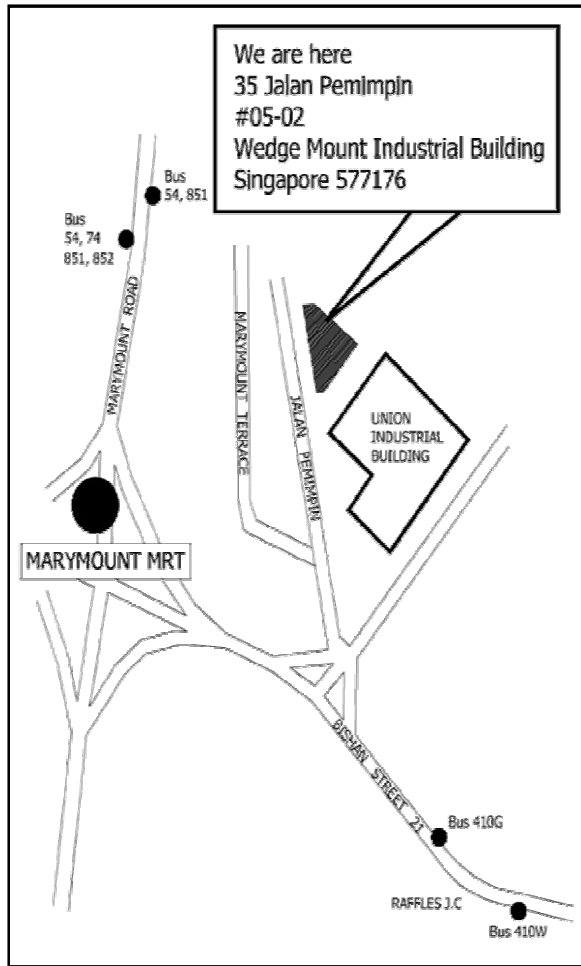 We are here
35 Jalan Pemimpin
#05-02
Wedge Mount Industrial Building
Singapore 577176
Bus
54, 851
Bus
54, 74
851, 852
MARYMOUNT ROAD
MARYMOUNT TERRACE
JALAN PEMIMPIN
UNION
INDUSTRIAL
BUILDING
MARYMOUNT MRT
BISHAN STREET 21
Bus 410G
RAFFLES J.C
Bus 410W